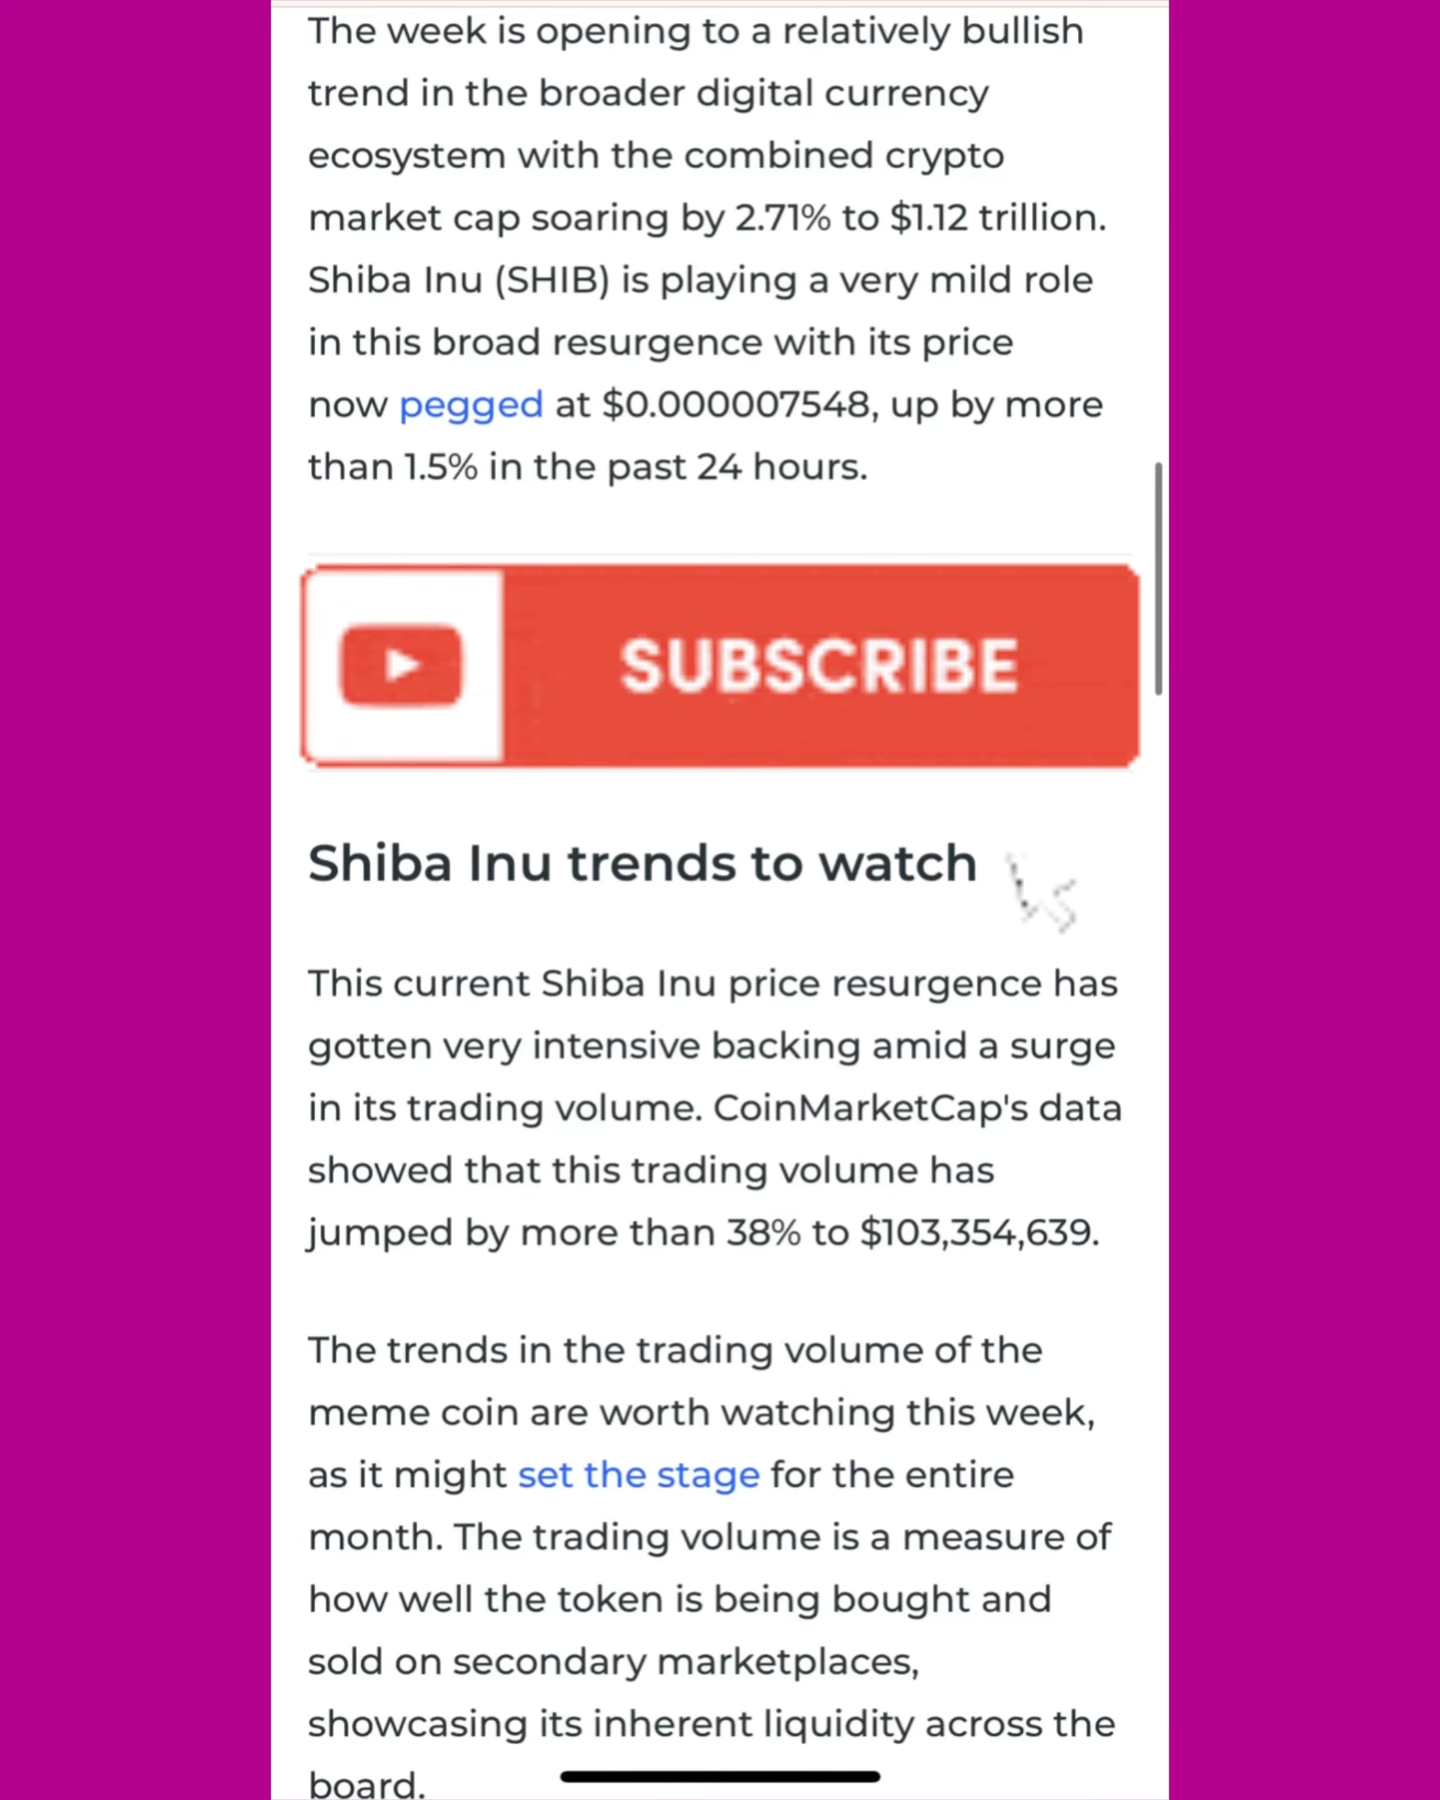 The week is opening to a relatively bullish
trend in the broader digital currency
ecosystem with the combined crypto
market cap soaring by 2.71% to $1.12 trillion.
Shiba Inu (SHIB) is playing a very mild role
in this broad resurgence with its price
now pegged at $0.000007548, up by more
than 1.5% in the past 24 hours.
SUBSCRIBE
Shiba Inu trends to watch
This current Shiba Inu price resurgence has
gotten very intensive backing amid a surge
in its trading volume. CoinMarketCap's data
showed that this trading volume has
jumped by more than 38% to $103,354,639.
The trends in the trading volume of the
meme coin are worth watching this week,
as it might set the stage for the entire
month. The trading volume is a measure of
how well the token is being bought and
sold on secondary marketplaces,
showcasing its inherent liquidity across the
board.